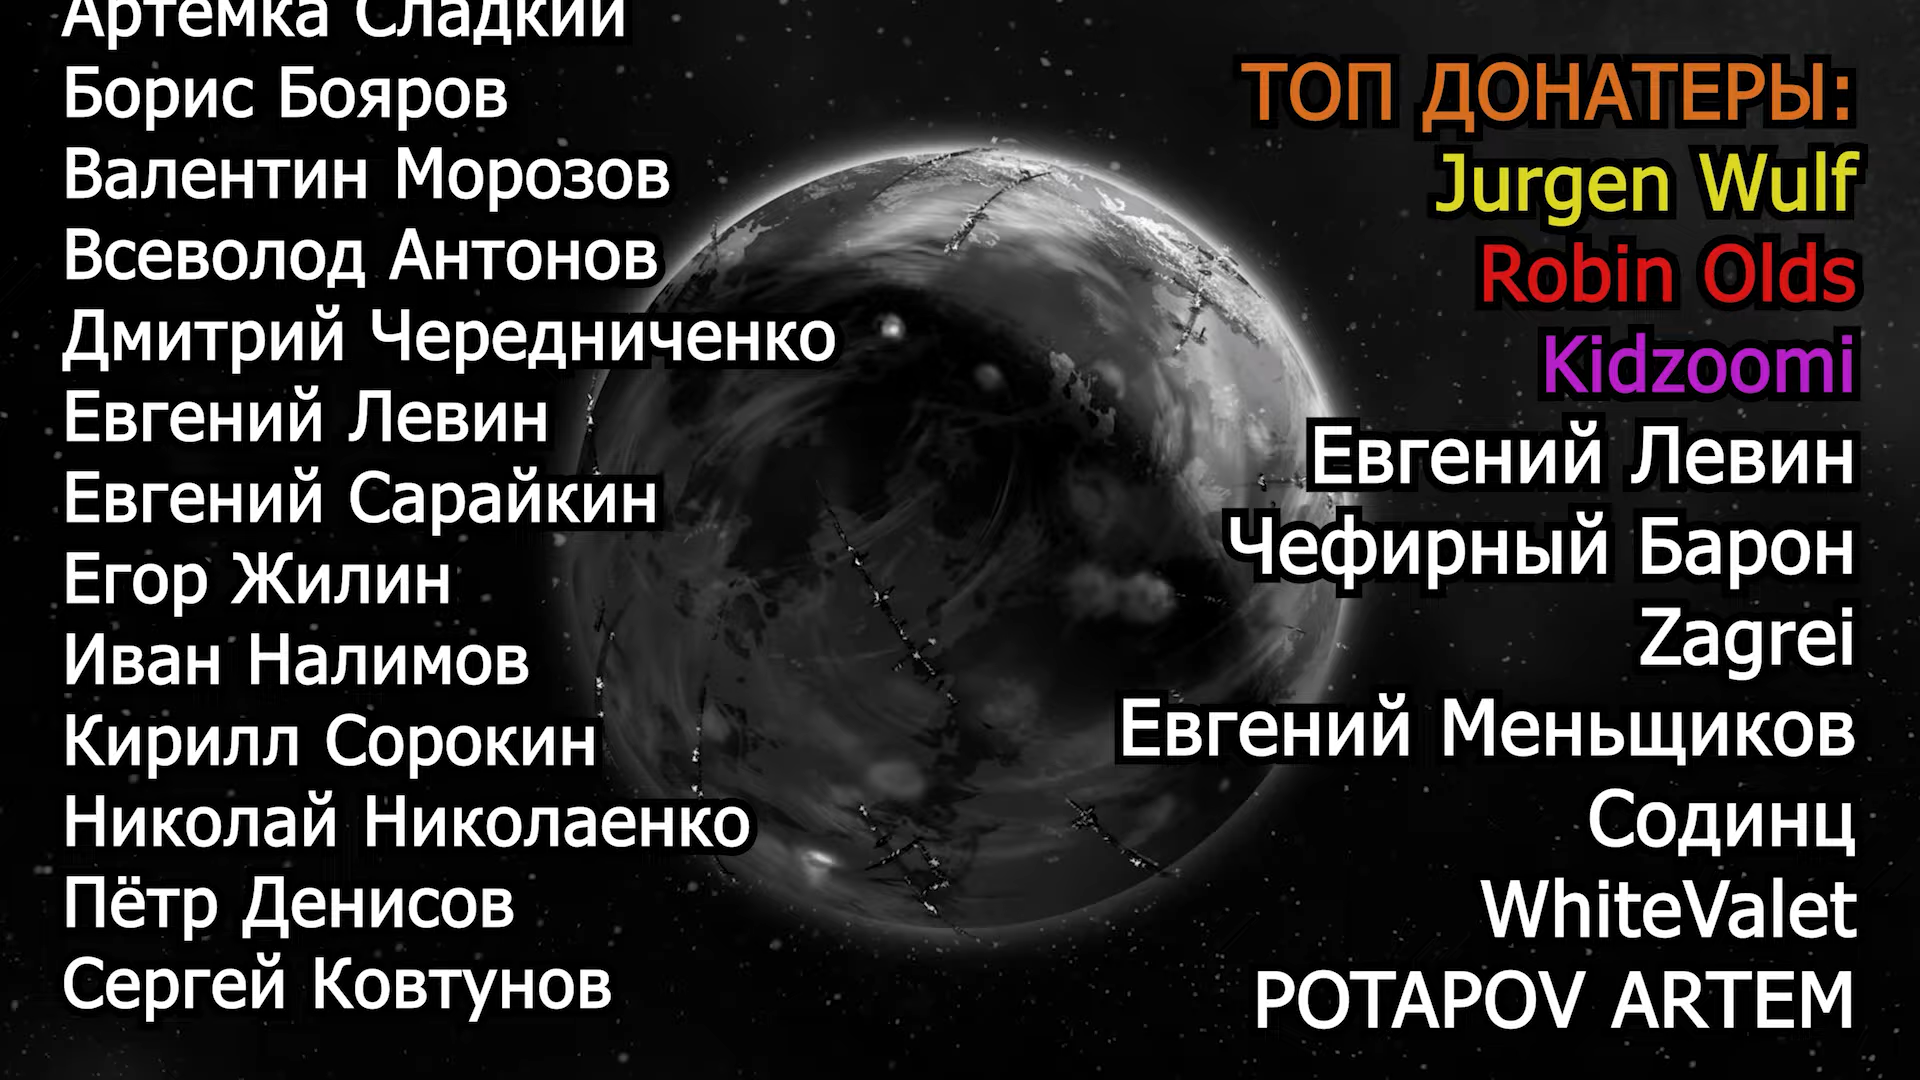 Артёмка Сладкий
Борис Бояров
Валентин Морозов
Всеволод Антонов
Дмитрий Чередниченко
Евгений Левин
Евгений Сарайкин
Егор Жилин
Иван Налимов
Кирилл Сорокин
Николай Николаенко
Пётр Денисов
Сергей Ковтунов
ТОП ДОНАТЕРЫ:
Jurgen Wulf
Robin Olds
Kidzoomi
Евгений Левин
Чефирный Барон
Zagrei
Евгений Меньщиков
Содинц
WhiteValet
POTAPOV ARTEM